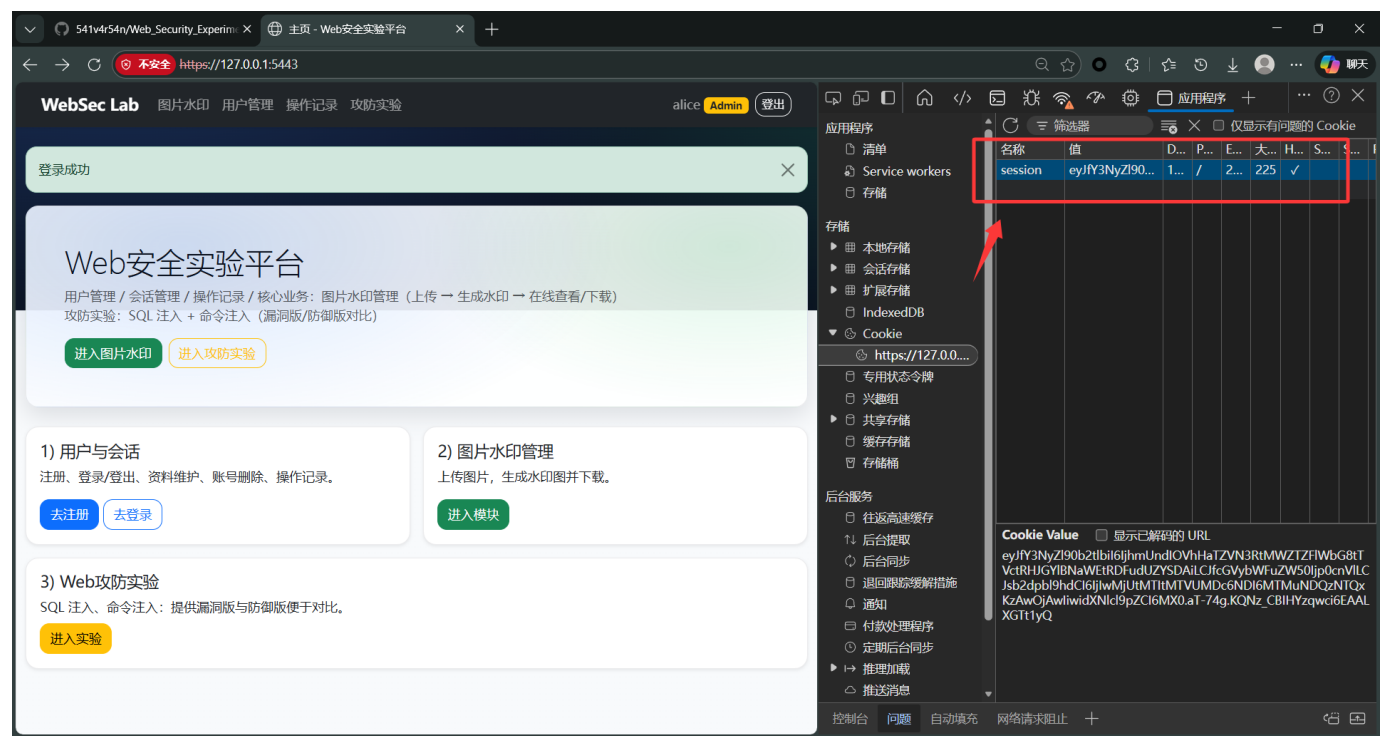 541v4r54n/Web_Security_Experim
主页 - Web安全实验平台
不安全 https://127.0.0.1:5443
聊天
WebSec Lab 图片水印 用户管理 操作记录 攻防实验 alice Admin 登出
登录成功
Web安全实验平台
用户管理 / 会话管理 / 操作记录 / 核心业务：图片水印管理（上传 → 生成水印 → 在线查看/下载）
攻防实验：SQL 注入 + 命令注入（漏洞版/防御版对比）
进入图片水印 进入攻防实验
1) 用户与会话
注册、登录/登出、资料维护、账号删除、操作记录。
去注册 去登录
2) 图片水印管理
上传图片，生成水印图并下载。
进入模块
3) Web攻防实验
SQL 注入、命令注入：提供漏洞版与防御版便于对比。
进入实验
应用程序
应用程序
清单
Service workers
存储
存储
本地存储
会话存储
扩展存储
IndexedDB
Cookie
https://127.0.0....
专用状态令牌
兴趣组
共享存储
缓存存储
存储桶
后台服务
往返高速缓存
后台提取
后台同步
退回跟踪缓解措施
通知
付款处理程序
定期后台同步
推理加载
推送消息
筛选器 仅显示有问题的 Cookie
名称 值 D... P... E... 大... H... S... S...
session eyJfY3NyZl90... 1... / 2... 225 ✓
Cookie Value 显示已解码的 URL
eyJfY3NyZl90b2tlbiI6IjhmUndIOVhHaTZVN3RtMWZTZFlWbG8tT
VctRHJGYlBNaWEtRDFudUZYSDAiLCJfcGVybWFuZW50Ijp0cnVlLC
Jsb2dpbl9hdCI6IjIwMjUtMTItMTVUMDc6NDI6MTMuNDQzNTQx
KzAwOjAwIiwidXNlcl9pZCI6MX0.aT-74g.KQNz_CBIHYzqwci6EAAL
XGTt1yQ
控制台 问题 自动填充 网络请求阻止